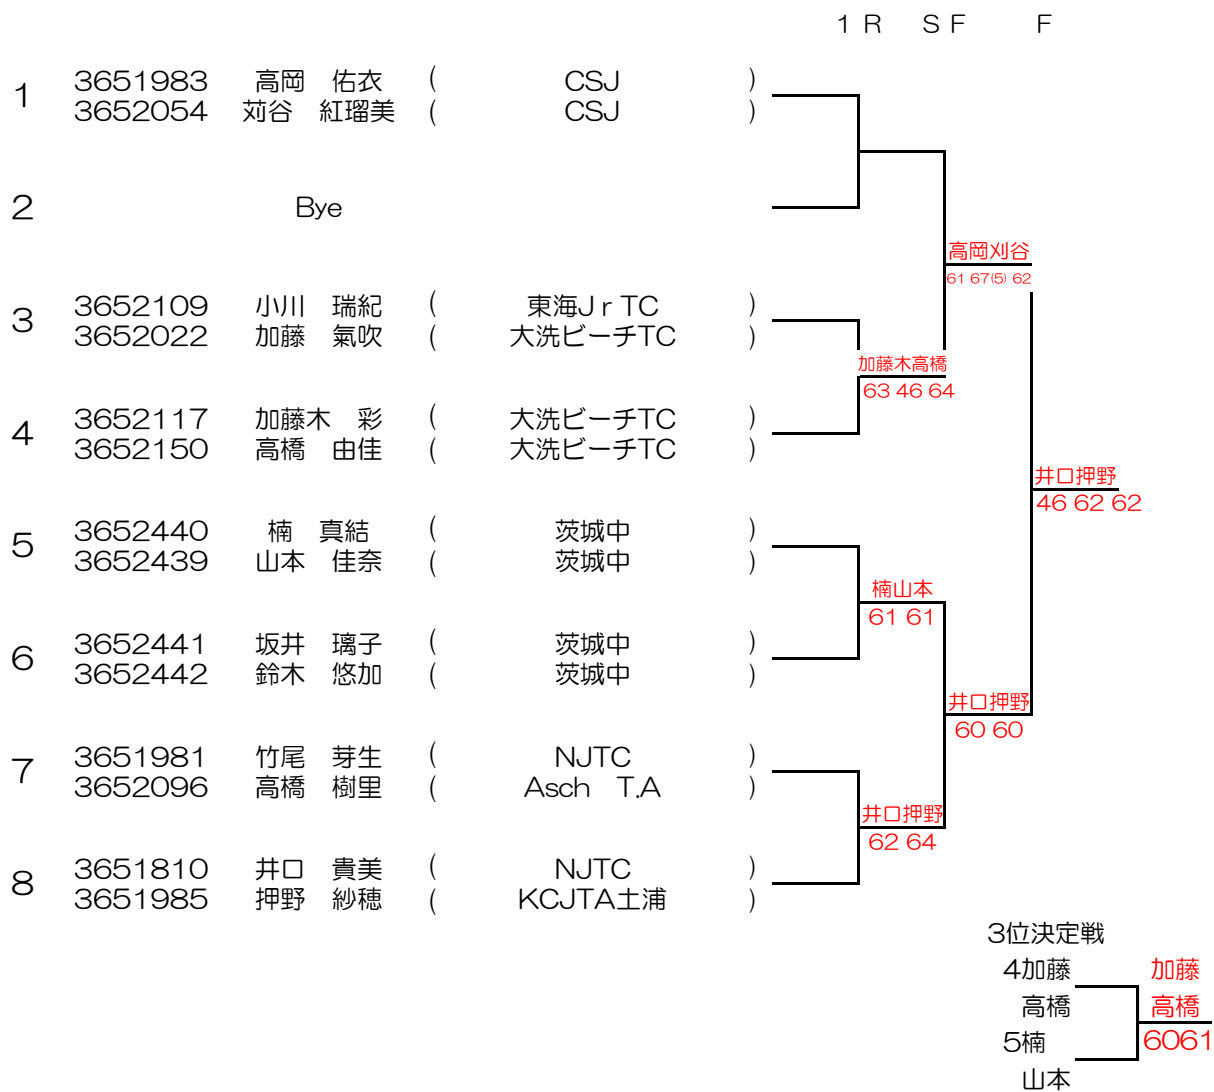 １Ｒ ＳＦ Ｆ
1 3651983 高岡　佑衣 ( CSJ )
3652054 苅谷　紅瑠美 ( CSJ )
2 Bye
高岡刈谷
61 67(5) 62
3 3652109 小川　瑞紀 ( 東海Ｊｒ TC )
3652022 加藤　氣吹 ( 大洗ビーチTC )
加藤木高橋
63 46 64
4 3652117 加藤木　彩 ( 大洗ビーチTC )
3652150 高橋　由佳 ( 大洗ビーチTC )
井口押野
46 62 62
5 3652440 楠　真結 ( 茨城中 )
3652439 山本　佳奈 ( 茨城中 )
楠山本
61 61
6 3652441 坂井　璃子 ( 茨城中 )
3652442 鈴木　悠加 ( 茨城中 )
井口押野
60 60
7 3651981 竹尾　芽生 ( NJTC )
3652096 高橋　樹里 ( Asch　T.A )
井口押野
62 64
8 3651810 井口　貴美 ( NJTC )
3651985 押野　紗穂 ( KCJTA土浦 )
3位決定戦
4加藤 加藤
高橋 高橋
5楠 6061
山本